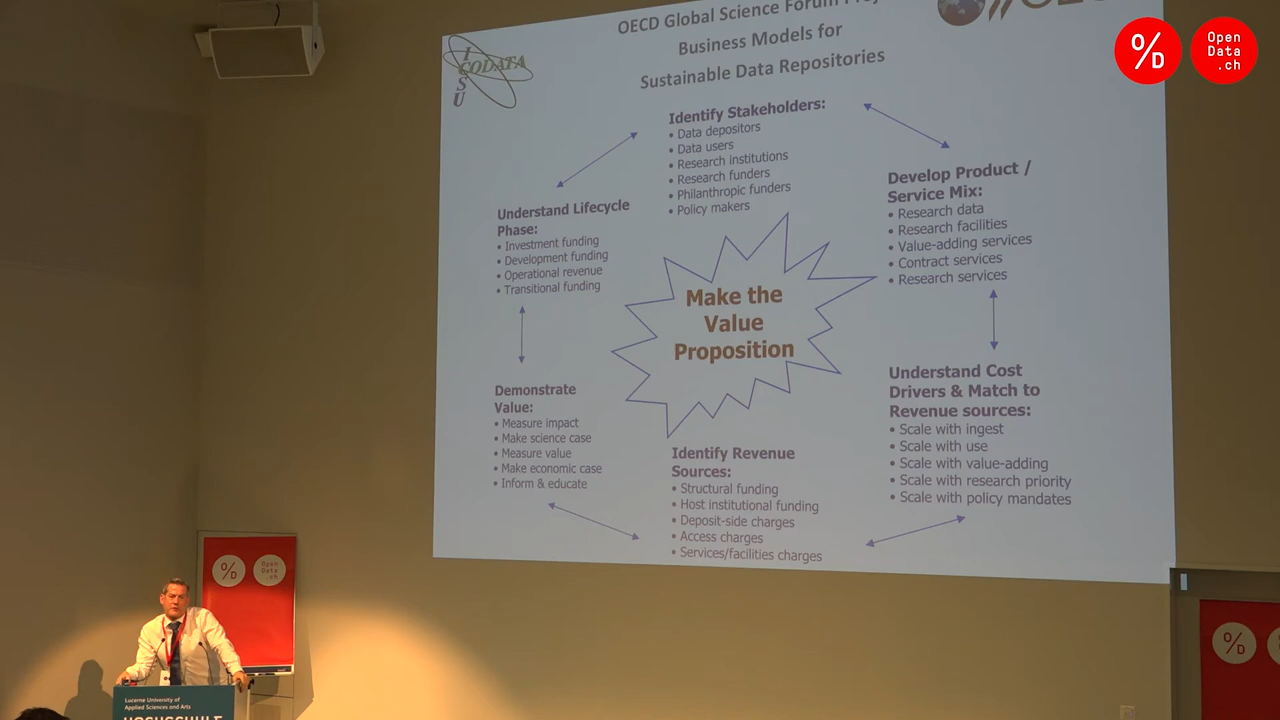 OECD Global Science Forum
Business Models for
Sustainable Data Repositories
I
CODATA
S
U
%/D
Open
Data
.ch
Identify Stakeholders:
• Data depositors
• Data users
• Research institutions
• Research funders
• Philanthropic funders
• Policy makers
Develop Product /
Service Mix:
• Research data
• Research facilities
• Value-adding services
• Contract services
• Research services
Understand Lifecycle
Phase:
• Investment funding
• Development funding
• Operational revenue
• Transitional funding
Make the
Value
Proposition
Understand Cost
Drivers & Match to
Revenue sources:
• Scale with ingest
• Scale with use
• Scale with value-adding
• Scale with research priority
• Scale with policy mandates
Demonstrate
Value:
• Measure impact
• Make science case
• Measure value
• Make economic case
• Inform & educate
Identify Revenue
Sources:
• Structural funding
• Host institutional funding
• Deposit-side charges
• Access charges
• Services/facilities charges
%/D
Open
Data
.ch
Lucerne University of
Applied Sciences and Arts
HOCHSCHULE
%/D